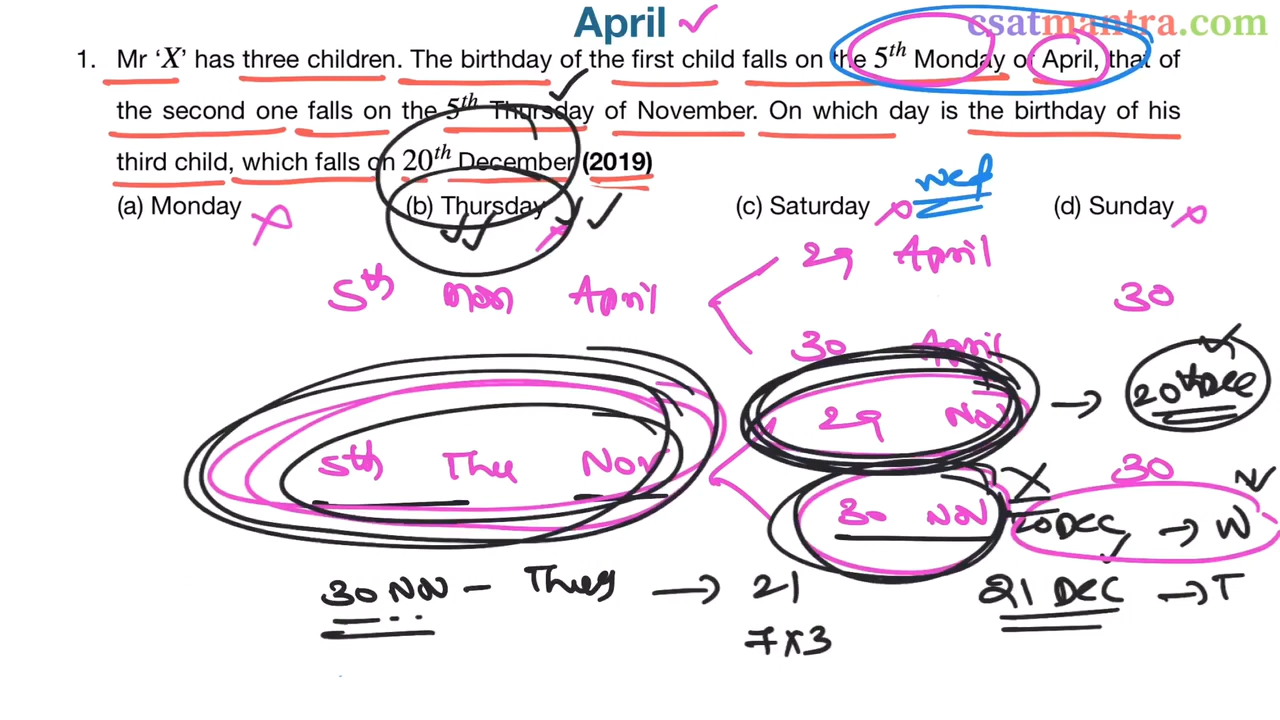 April
csatmantra.com
1. Mr ‘X’ has three children. The birthday of the first child falls on the 5th Monday of April, that of
the second one falls on the 5th Thursday of November. On which day is the birthday of his
third child, which falls on 20th December (2019)
wed
(a) Monday (b) Thursday (c) Saturday (d) Sunday
29 April
5th mon April 30
30 April
20th Dec
29 Nov
5th Thu Nov 30
30 Nov 20 DEC → W
30 Nov – Thurs → 21 21 DEC → T
7x3